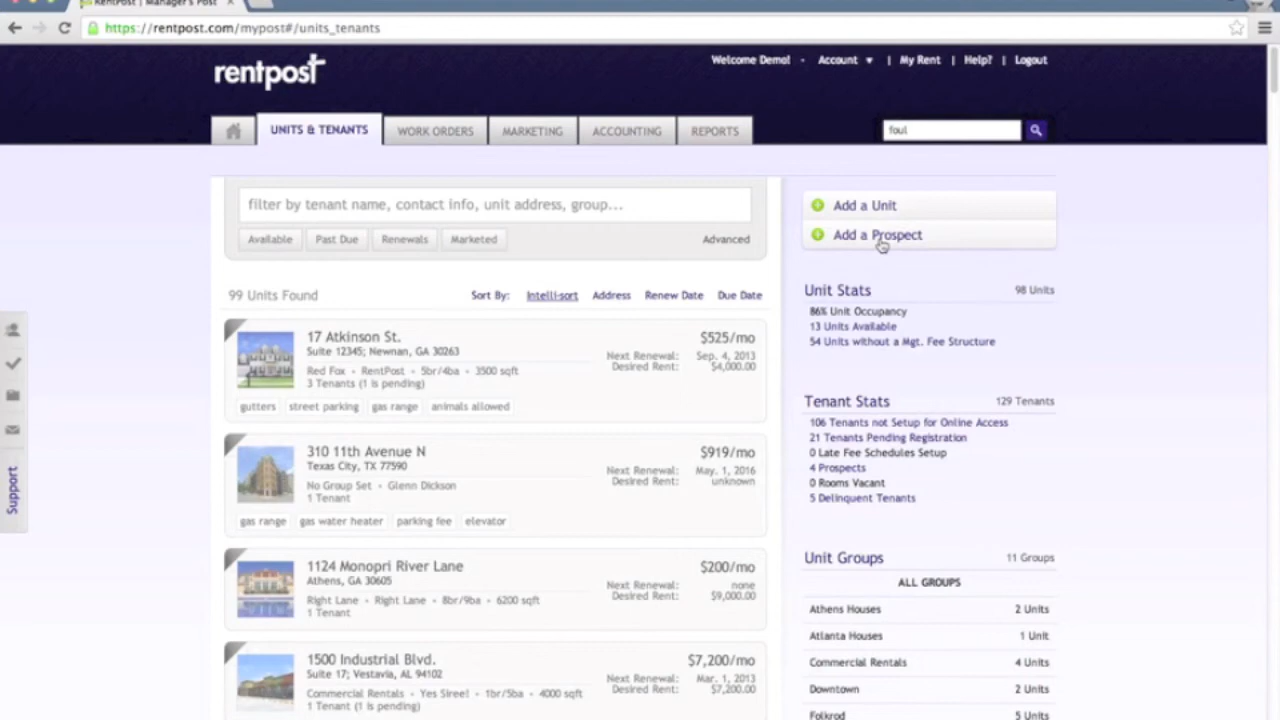 RentPost | Manager's Post
https://rentpost.com/mypost#/units_tenants
rentpost
Welcome Demo! - Account ▼ | My Rent | Help? | Logout
UNITS & TENANTS WORK ORDERS MARKETING ACCOUNTING REPORTS
foul
filter by tenant name, contact info, unit address, group...
Available Past Due Renewals Marketed Advanced
99 Units Found Sort By: Intelli-sort Address Renew Date Due Date
17 Atkinson St. $525/mo
Suite 12345; Newnan, GA 30263
Next Renewal: Sep. 4, 2013
Desired Rent: $4,000.00
Red Fox • RentPost • 5br/4ba • 3500 sqft
3 Tenants (1 is pending)
gutters street parking gas range animals allowed
310 11th Avenue N $919/mo
Texas City, TX 77590
Next Renewal: May. 1, 2016
Desired Rent: unknown
No Group Set • Glenn Dickson
1 Tenant
gas range gas water heater parking fee elevator
1124 Monopri River Lane $200/mo
Athens, GA 30605
Next Renewal: none
Desired Rent: $9,000.00
Right Lane • Right Lane • 8br/9ba • 6200 sqft
1 Tenant
1500 Industrial Blvd. $7,200/mo
Suite 17; Vestavia, AL 94102
Next Renewal: Mar. 1, 2013
Desired Rent: $7,200.00
Commercial Rentals • Yes Siree! • 1br/5ba • 4000 sqft
1 Tenant (1 is pending)
Add a Unit
Add a Prospect
Unit Stats 98 Units
86% Unit Occupancy
13 Units Available
54 Units without a Mgt. Fee Structure
Tenant Stats 129 Tenants
106 Tenants not Setup for Online Access
21 Tenants Pending Registration
0 Late Fee Schedules Setup
4 Prospects
0 Rooms Vacant
5 Delinquent Tenants
Unit Groups 11 Groups
ALL GROUPS
Athens Houses 2 Units
Atlanta Houses 1 Unit
Commercial Rentals 4 Units
Downtown 2 Units
Folkrod 5 Units
Support